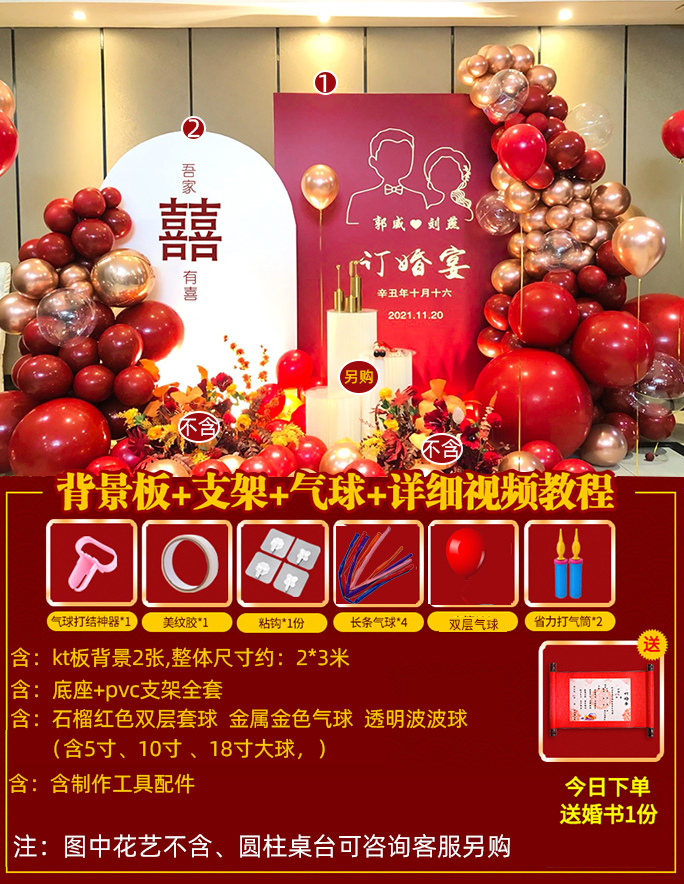 1
2
吾家
囍
有喜
郭威 刘燕
订婚宴
辛丑年十月十六
2021.11.20
另购
不含
不含
背景板+支架+气球+详细视频教程
气球打结神器*1
美纹胶*1
粘钩*1份
长条气球*4
双层气球
省力打气筒*2
含：kt板背景2张,整体尺寸约：2*3米
含：底座+pvc支架全套
含：石榴红色双层套球 金属金色气球 透明波波球
（含5寸、10寸 、18寸大球，）
含：含制作工具配件
送
今日下单
送婚书1份
注：图中花艺不含、圆柱桌台可咨询客服另购